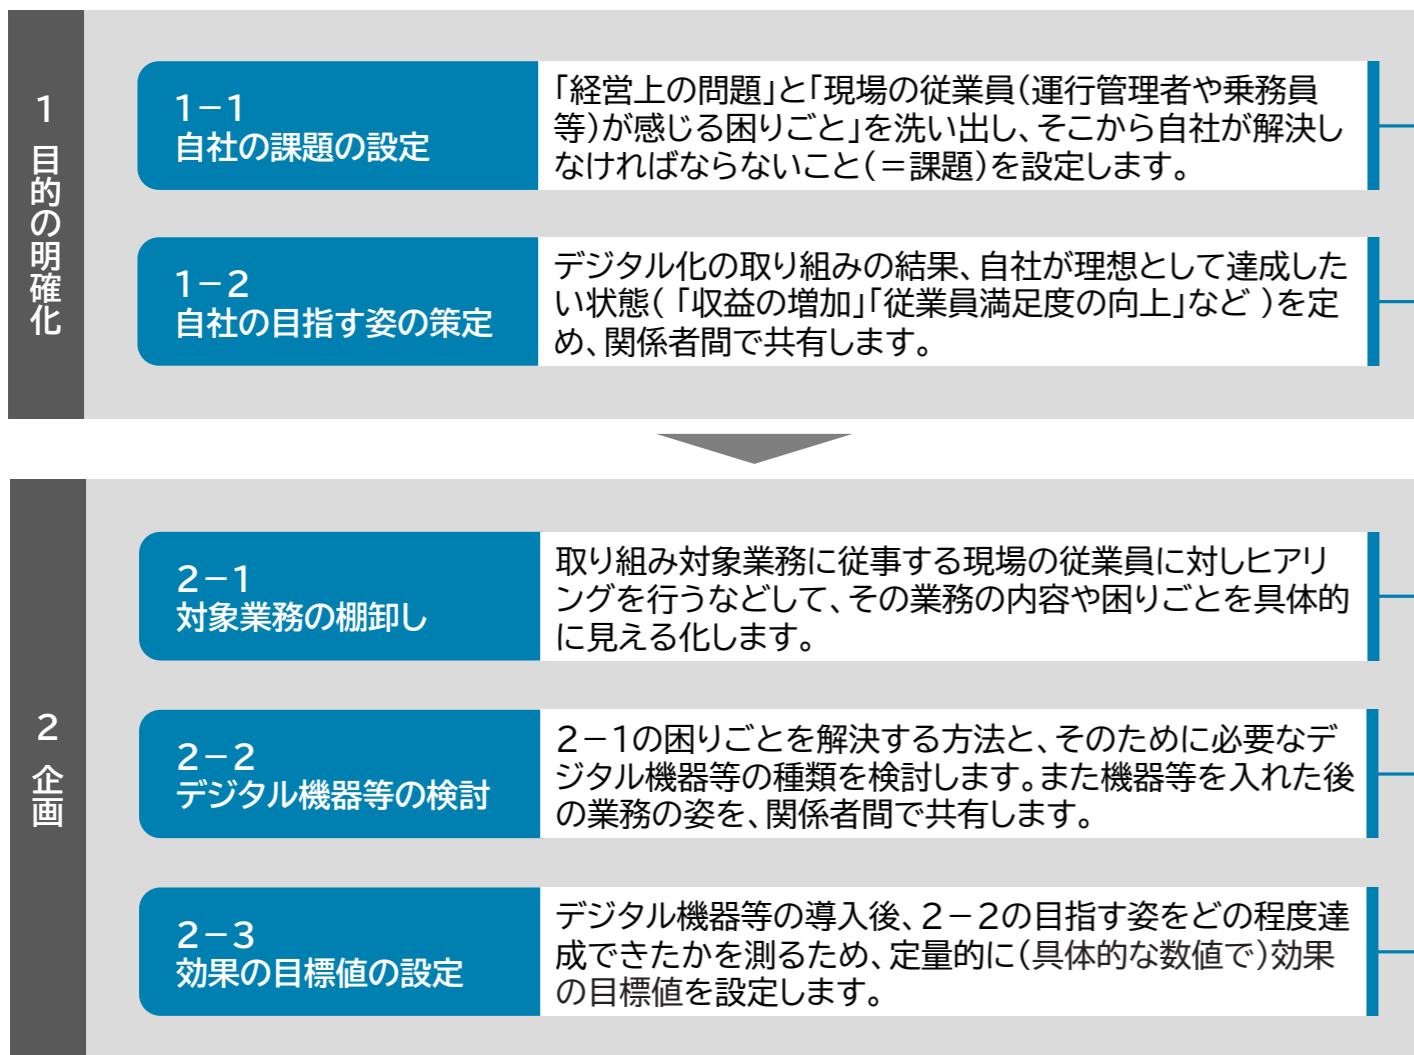 1 目的の明確化
1－1
自社の課題の設定
「経営上の問題」と「現場の従業員(運行管理者や乗務員
等)が感じる困りごと」を洗い出し、そこから自社が解決し
なければならないこと(＝課題)を設定します。
1－2
自社の目指す姿の策定
デジタル化の取り組みの結果、自社が理想として達成した
い状態( 「収益の増加」「従業員満足度の向上」など )を定
め、関係者間で共有します。
2 企画
2－1
対象業務の棚卸し
取り組み対象業務に従事する現場の従業員に対しヒアリ
ングを行うなどして、その業務の内容や困りごとを具体的
に見える化します。
2－2
デジタル機器等の検討
2－1の困りごとを解決する方法と、そのために必要なデ
ジタル機器等の種類を検討します。また機器等を入れた後
の業務の姿を、関係者間で共有します。
2－3
効果の目標値の設定
デジタル機器等の導入後、2－2の目指す姿をどの程度達
成できたかを測るため、定量的に(具体的な数値で)効果
の目標値を設定します。